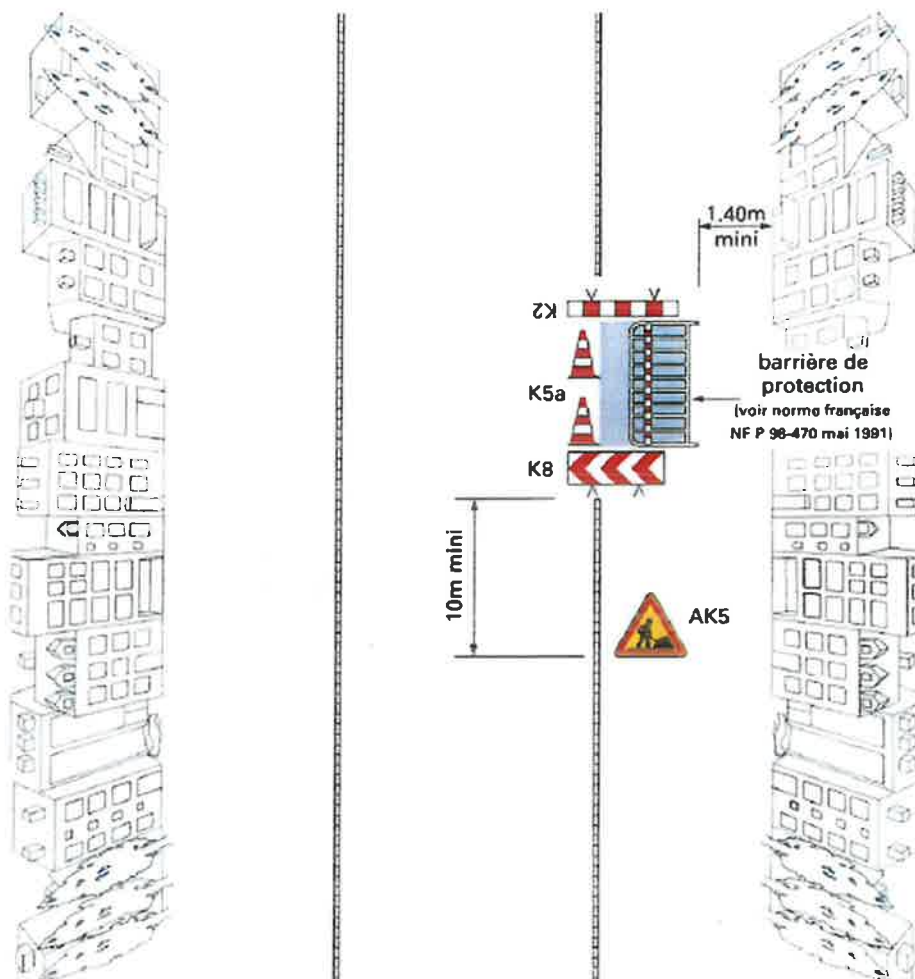 1.40m
mini
K2
barrière de
protection
(voir norme française
NF P 98-470 mai 1991)
K5a
K8
10m mini
AK5